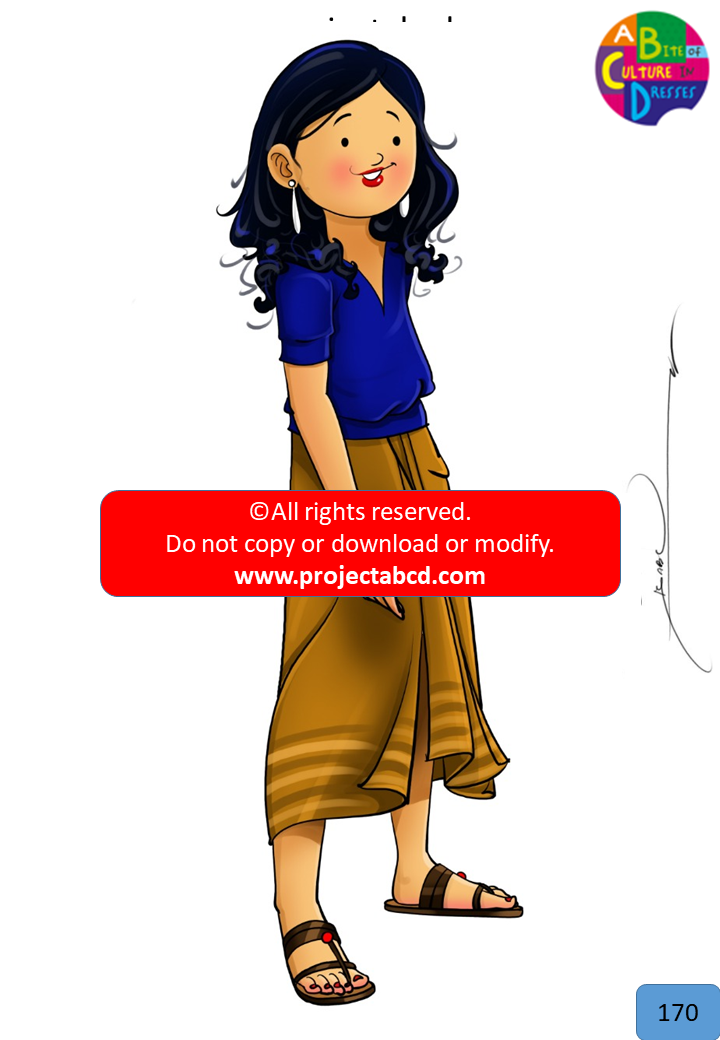 A BITE OF
CULTURE IN
DRESSES
©All rights reserved.
Do not copy or download or modify.
www.projectabcd.com
170